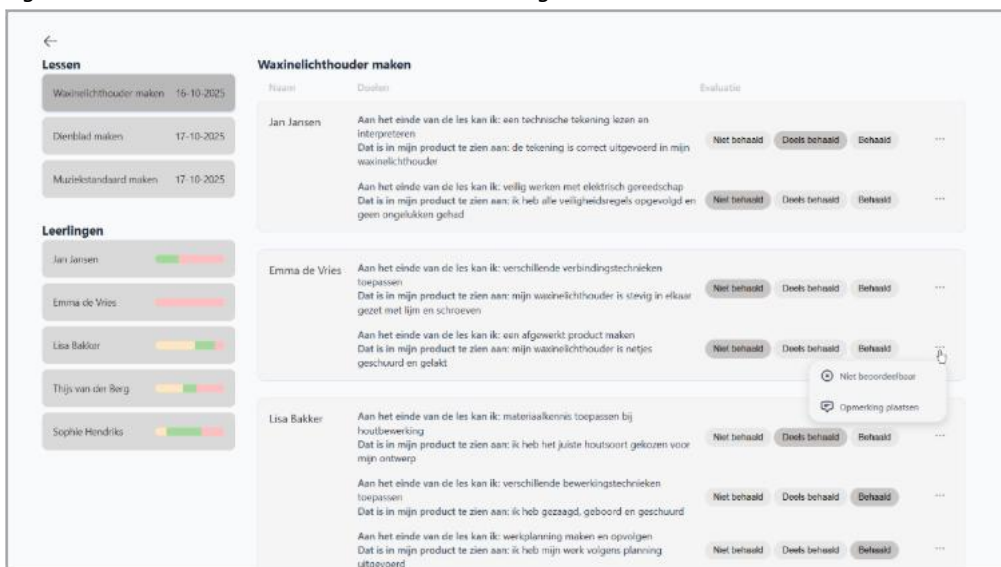 Lessen
Waxinelichthouder maken 16-10-2025
Dienblad maken 17-10-2025
Muziekstandaard maken 17-10-2025
Leerlingen
Jan Jansen
Emma de Vries
Lisa Bakker
Thijs van der Berg
Sophie Hendriks
Waxinelichthouder maken
Naam Doelen Evaluatie
Jan Jansen
Aan het einde van de les kan ik: een technische tekening lezen en
interpreteren
Dat is in mijn product te zien aan: de tekening is correct uitgevoerd in mijn
waxinelichthouder
Niet behaald Deels behaald Behaald ...
Aan het einde van de les kan ik: veilig werken met elektrisch gereedschap
Dat is in mijn product te zien aan: ik heb alle veiligheidsregels opgevolgd en
geen ongelukken gehad
Niet behaald Deels behaald Behaald ...
Emma de Vries
Aan het einde van de les kan ik: verschillende verbindingstechnieken
toepassen
Dat is in mijn product te zien aan: mijn waxinelichthouder is stevig in elkaar
gezet met lijm en schroeven
Niet behaald Deels behaald Behaald ...
Aan het einde van de les kan ik: een afgewerkt product maken
Dat is in mijn product te zien aan: mijn waxinelichthouder is netjes
geschuurd en gelakt
Niet behaald Deels behaald Behaald ...
Niet beoordeelbaar
Opmerking plaatsen
Lisa Bakker
Aan het einde van de les kan ik: materiaalkennis toepassen bij
houtbewerking
Dat is in mijn product te zien aan: ik heb het juiste houtsoort gekozen voor
mijn ontwerp
Niet behaald Deels behaald Behaald ...
Aan het einde van de les kan ik: verschillende bewerkingstechnieken
toepassen
Dat is in mijn product te zien aan: ik heb gezaagd, geboord en geschuurd
Niet behaald Deels behaald Behaald ...
Aan het einde van de les kan ik: werkplanning maken en opvolgen
Dat is in mijn product te zien aan: ik heb mijn werk volgens planning
uitgevoerd
Niet behaald Deels behaald Behaald ...